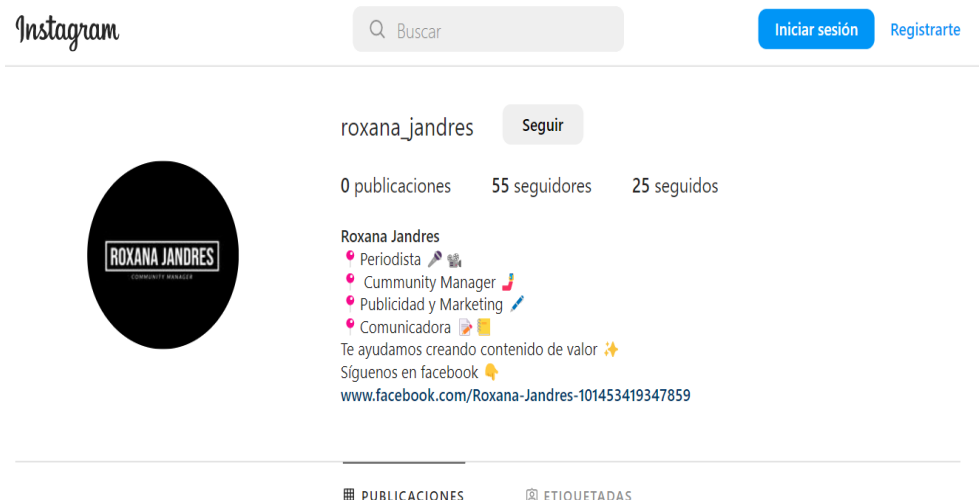 Instagram
Buscar
Iniciar sesión
Registrarte
roxana_jandres
Seguir
0 publicaciones 55 seguidores 25 seguidos
ROXANA JANDRES
COMMUNITY MANAGER
Roxana Jandres
📍 Periodista 🎤 📽
📍 Cummunity Manager 🤳
📍 Publicidad y Marketing 🖊
📍 Comunicadora 📝 📒
Te ayudamos creando contenido de valor ✨
Síguenos en facebook 👇
www.facebook.com/Roxana-Jandres-101453419347859
PUBLICACIONES
ETIQUETADAS